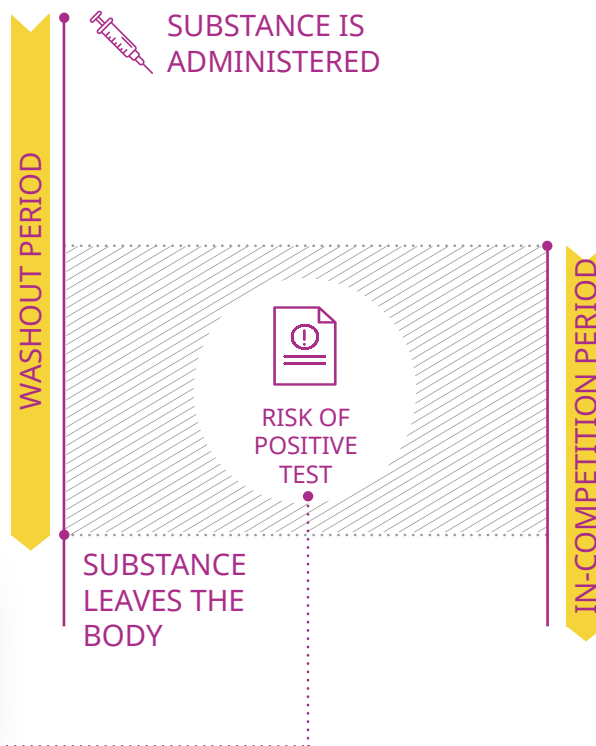 SUBSTANCE IS
ADMINISTERED
WASHOUT PERIOD
IN-COMPETITION PERIOD
RISK OF
POSITIVE
TEST
SUBSTANCE
LEAVES THE
BODY